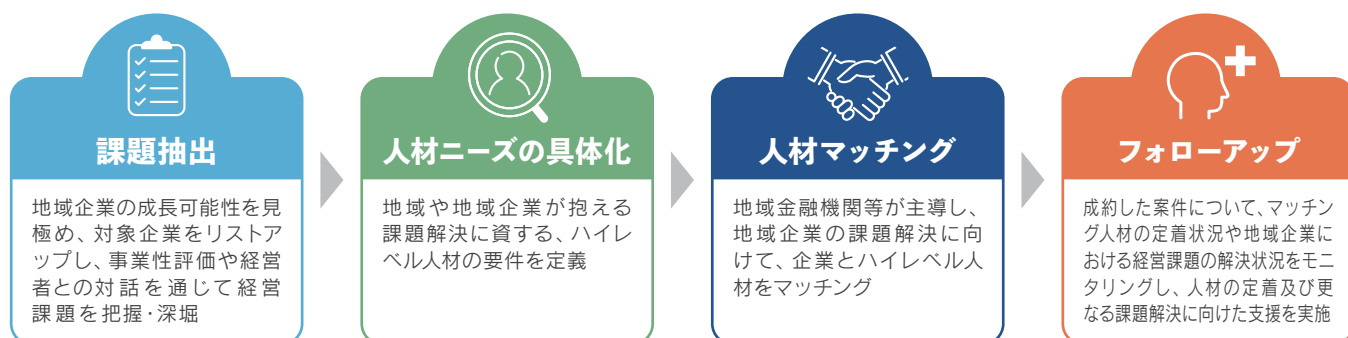 課題抽出
地域企業の成長可能性を見
極め、対象企業をリストア
ップし、事業性評価や経営
者との対話を通じて経営
課題を把握・深堀
人材ニーズの具体化
地域や地域企業が抱える
課題解決に資する、ハイレ
ベル人材の要件を定義
人材マッチング
地域金融機関等が主導し、
地域企業の課題解決に向
けて、企業とハイレベル人
材をマッチング
フォローアップ
成約した案件について、マッチン
グ人材の定着状況や地域企業に
おける経営課題の解決状況をモニ
タリングし、人材の定着及び更
なる課題解決に向けた支援を実施